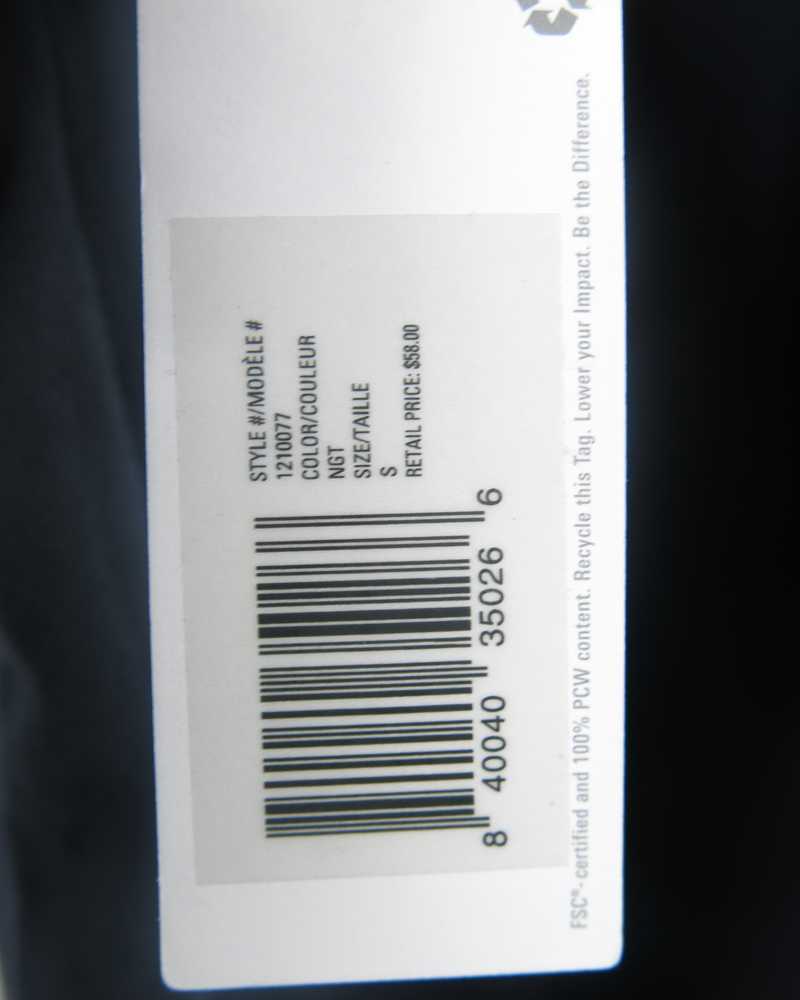 STYLE #/MODÈLE #
1210077
COLOR/COULEUR
NGT
SIZE/TAILLE
S
RETAIL PRICE: $58.00
8 40040 35026 6
FSC®- certified and 100% PCW content. Recycle this Tag. Lower your Impact. Be the Difference.